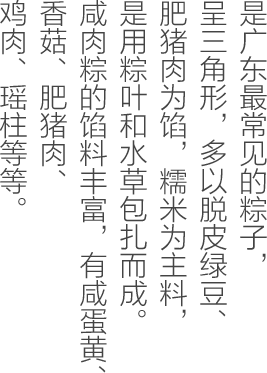 是广东最常见的粽子，
呈三角形，多以脱皮绿豆、
肥猪肉为馅，糯米为主料，
是用粽叶和水草包扎而成。
咸肉粽的馅料丰富，有咸蛋黄、
香菇、肥猪肉、
鸡肉、瑶柱等等。